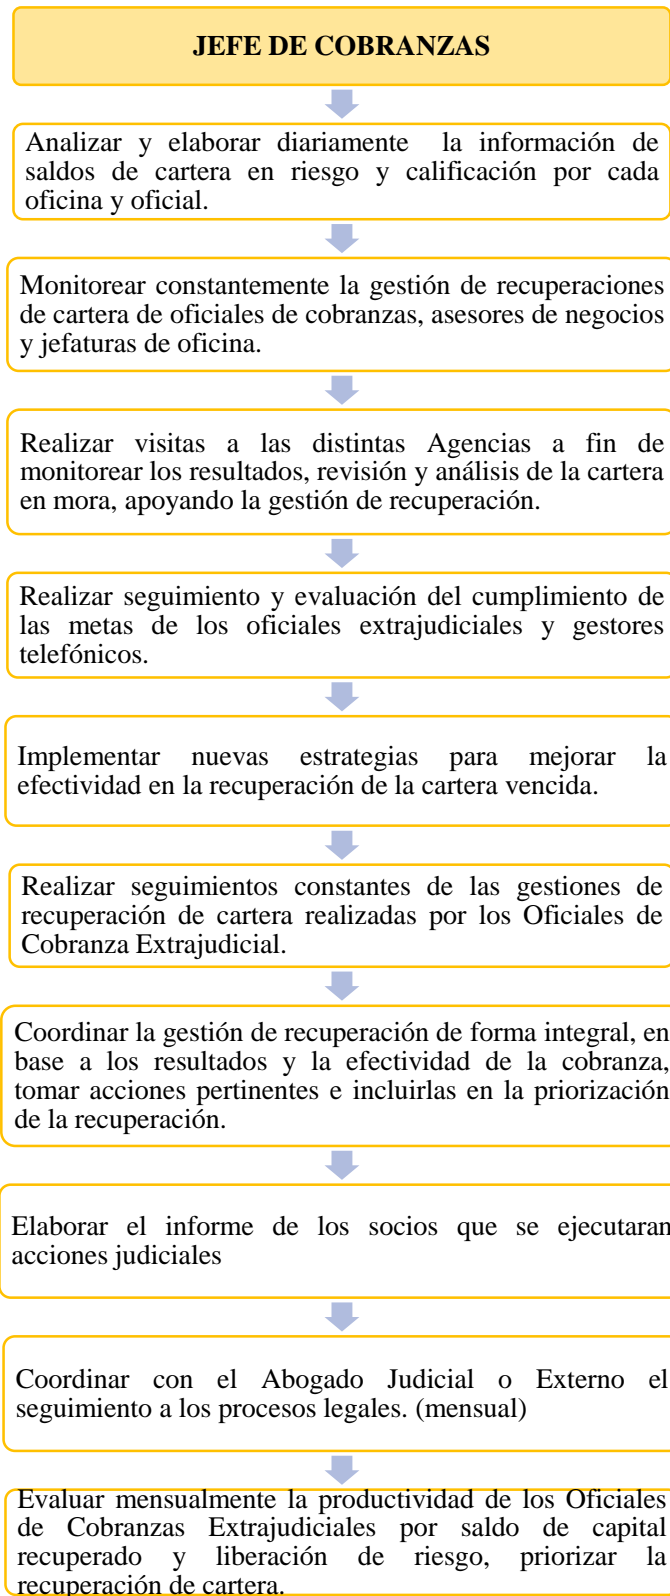 JEFE DE COBRANZAS
Analizar y elaborar diariamente la información de
saldos de cartera en riesgo y calificación por cada
oficina y oficial.
Monitorear constantemente la gestión de recuperaciones
de cartera de oficiales de cobranzas, asesores de negocios
y jefaturas de oficina.
Realizar visitas a las distintas Agencias a fin de
monitorear los resultados, revisión y análisis de la cartera
en mora, apoyando la gestión de recuperación.
Realizar seguimiento y evaluación del cumplimiento de
las metas de los oficiales extrajudiciales y gestores
telefónicos.
Implementar nuevas estrategias para mejorar la
efectividad en la recuperación de la cartera vencida.
Realizar seguimientos constantes de las gestiones de
recuperación de cartera realizadas por los Oficiales de
Cobranza Extrajudicial.
Coordinar la gestión de recuperación de forma integral, en
base a los resultados y la efectividad de la cobranza,
tomar acciones pertinentes e incluirlas en la priorización
de la recuperación.
Elaborar el informe de los socios que se ejecutaran
acciones judiciales
Coordinar con el Abogado Judicial o Externo el
seguimiento a los procesos legales. (mensual)
Evaluar mensualmente la productividad de los Oficiales
de Cobranzas Extrajudiciales por saldo de capital
recuperado y liberación de riesgo, priorizar la
recuperación de cartera.